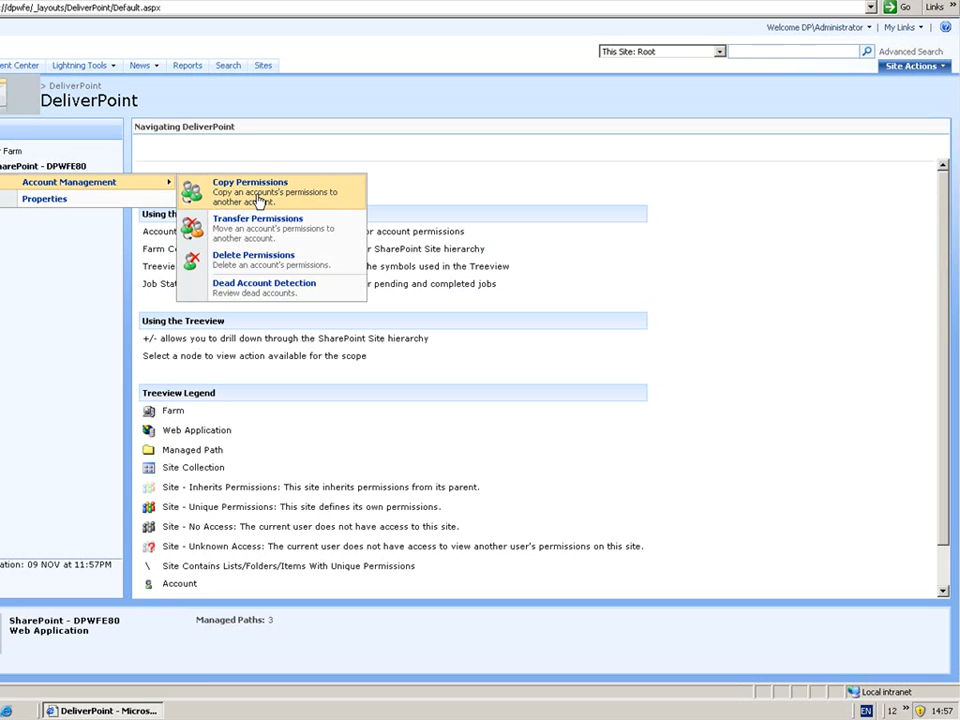 //dpwfe/_layouts/DeliverPoint/Default.aspx
Go
Links »
Welcome DP\Administrator
My Links
This Site: Root
Advanced Search
ent Center
Lightning Tools
News
Reports
Search
Sites
Site Actions
> DeliverPoint
DeliverPoint
Navigating DeliverPoint
Farm
SharePoint - DPWFE80
Account Management
Properties
Copy Permissions
Copy an accounts's permissions to
another
Transfer Permissions
Move an account's permissions to
another account.
Delete Permissions
Delete an account's permissions.
Dead Account Detection
Review dead accounts.
Using th
Account
or account permissions
Farm Co
SharePoint Site hierarchy
Treeview
he symbols used in the Treeview
Job Stat
pending and completed jobs
Using the Treeview
+/- allows you to drill down through the SharePoint Site hierarchy
Select a node to view action available for the scope
Treeview Legend
Farm
Web Application
Managed Path
Site Collection
Site - Inherits Permissions: This site inherits permissions from its parent.
Site - Unique Permissions: This site defines its own permissions.
Site - No Access: The current user does not have access to this site.
Site - Unknown Access: The current user does not have access to view another user's permissions on this site.
\ Site Contains Lists/Folders/Items With Unique Permissions
Account
ation: 09 NOV at 11:57PM
SharePoint - DPWFE80
Web Application
Managed Paths: 3
Local intranet
DeliverPoint - Micros...
EN
12 »
14:57